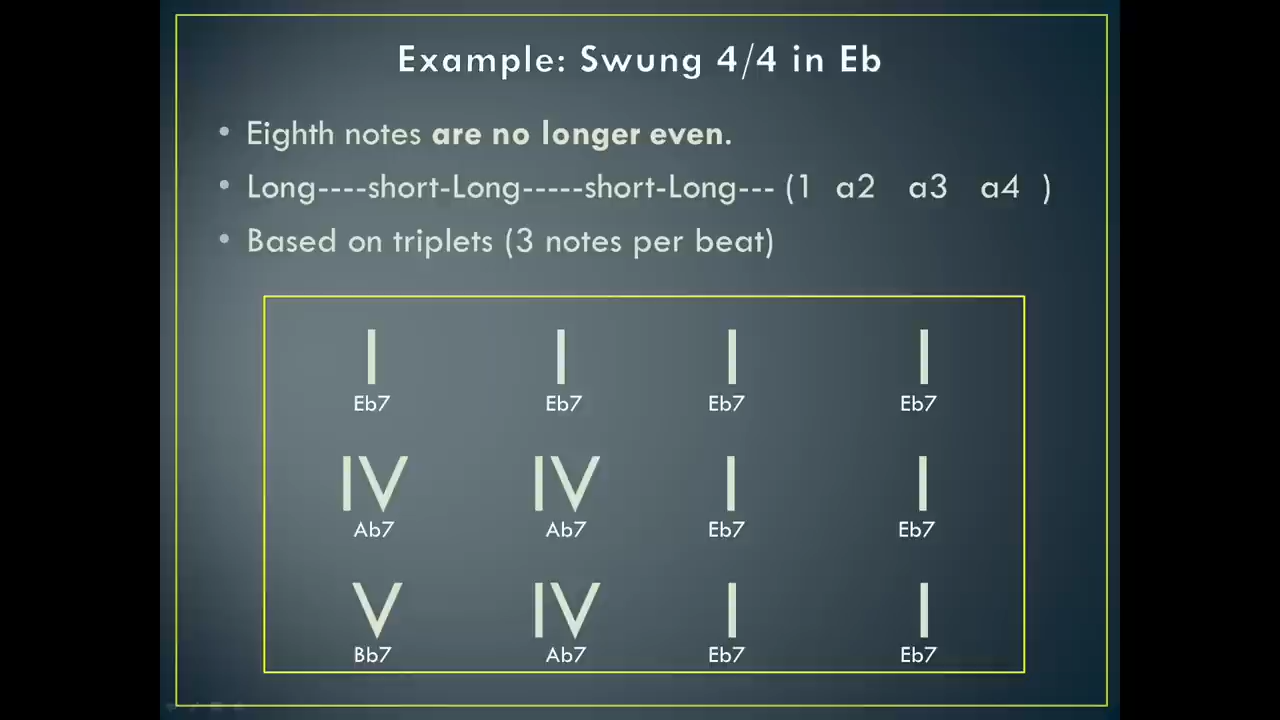 Example: Swung 4/4 in Eb
• Eighth notes are no longer even.
• Long----short-Long-----short-Long--- (1 a2 a3 a4 )
• Based on triplets (3 notes per beat)
I I I I
Eb7 Eb7 Eb7 Eb7
IV IV I I
Ab7 Ab7 Eb7 Eb7
V IV I I
Bb7 Ab7 Eb7 Eb7